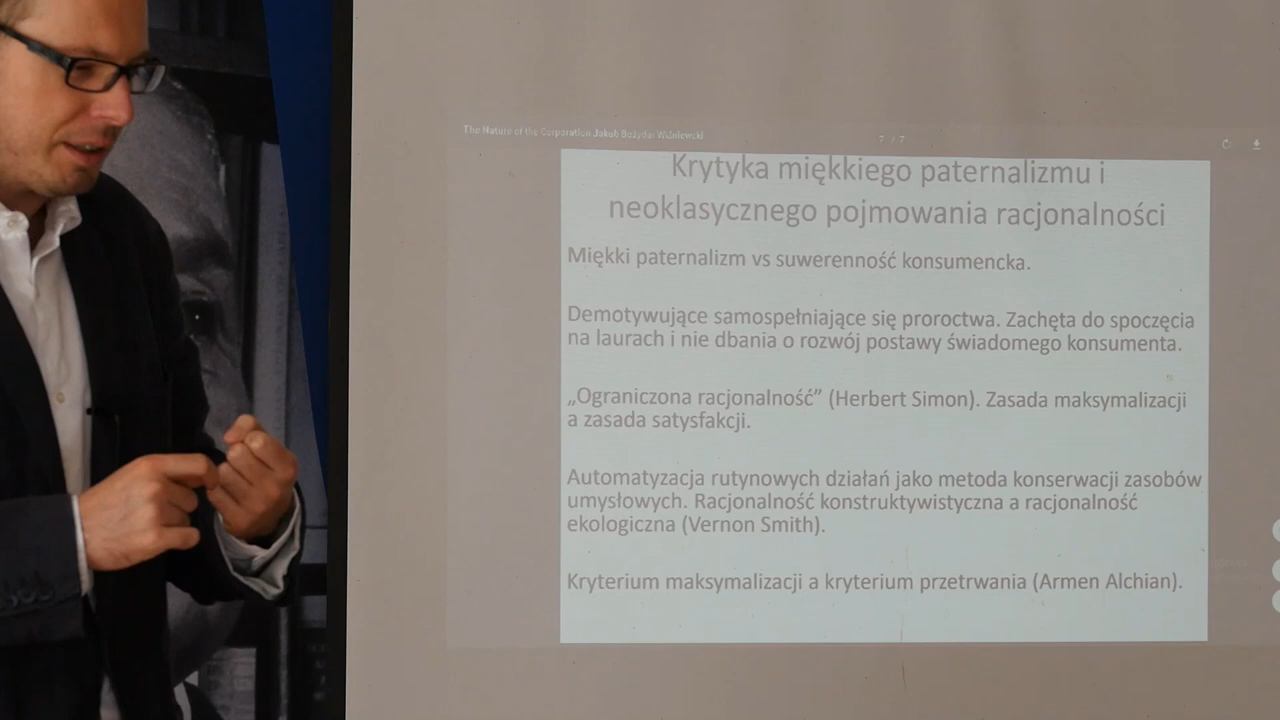 The Nature of the Corporation Jakub Bożydar Wiśniewski
7 / 7
Krytyka miękkiego paternalizmu i
neoklasycznego pojmowania racjonalności
Miękki paternalizm vs suwerenność konsumencka.
Demotywujące samospełniające się proroctwa. Zachęta do spoczęcia
na laurach i nie dbania o rozwój postawy świadomego konsumenta.
„Ograniczona racjonalność” (Herbert Simon). Zasada maksymalizacji
a zasada satysfakcji.
Automatyzacja rutynowych działań jako metoda konserwacji zasobów
umysłowych. Racjonalność konstruktywistyczna a racjonalność
ekologiczna (Vernon Smith).
Kryterium maksymalizacji a kryterium przetrwania (Armen Alchian).